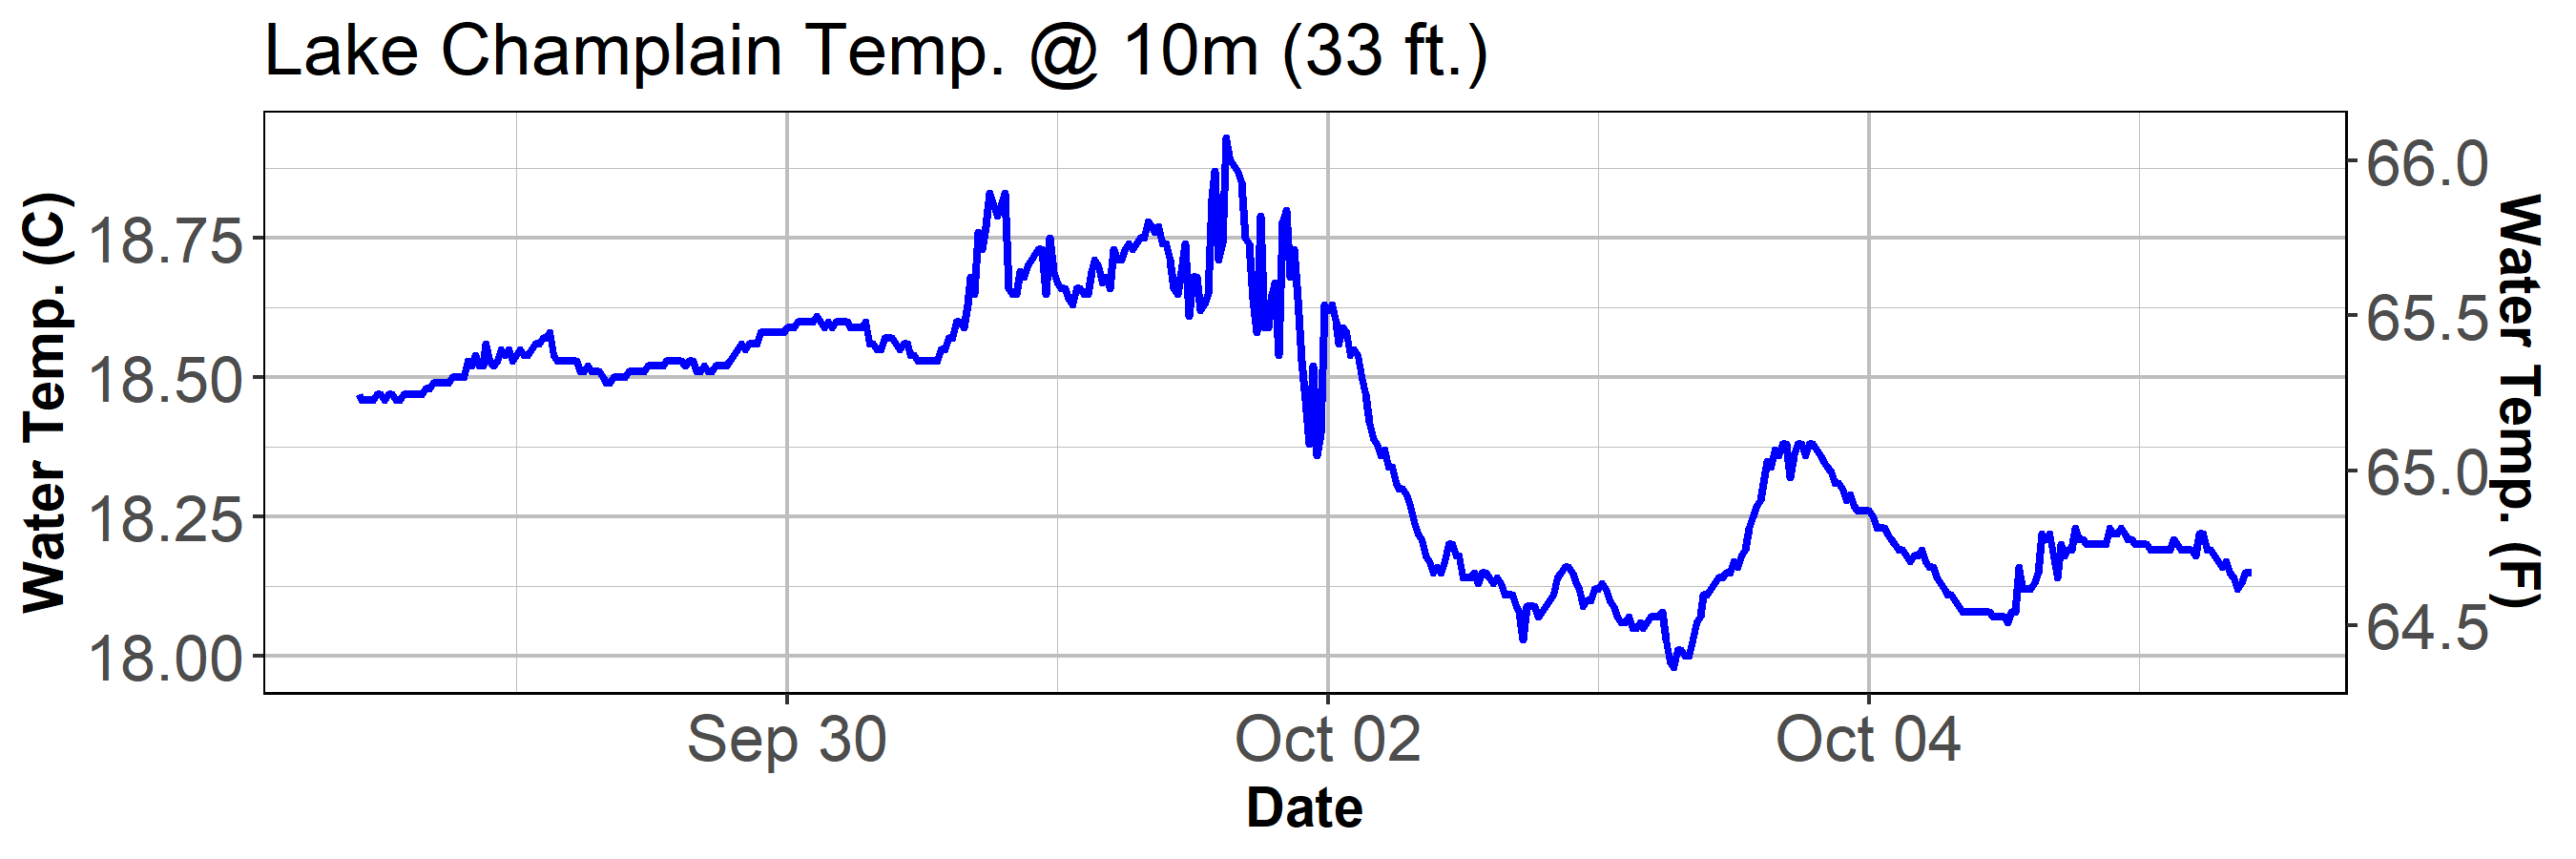 Lake Champlain Temp. @ 10m (33 ft.)
Water Temp. (C)
18.75
18.50
18.25
18.00
66.0
65.5
65.0
64.5
Water Temp. (F)
Sep 30
Oct 02
Oct 04
Date